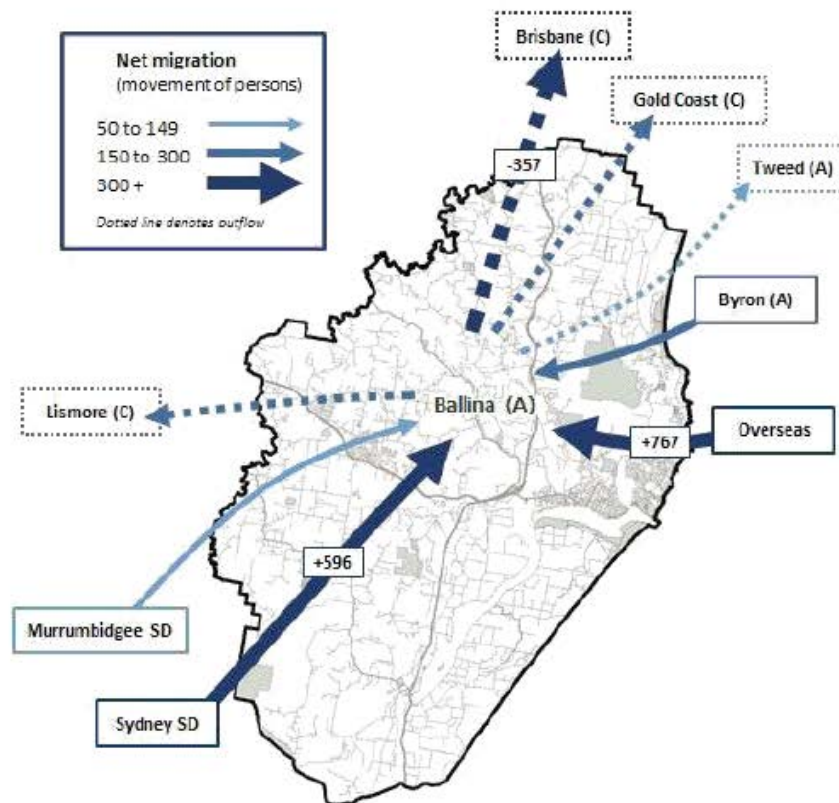 Brisbane (C)
Net migration
(movement of persons)
50 to 149
150 to 300
300 +
Dotted line denotes outflow
Gold Coast (C)
-357
Tweed (A)
Byron (A)
Lismore (C)
Ballina (A)
Overseas
+767
+596
Murrumbidgee SD
Sydney SD